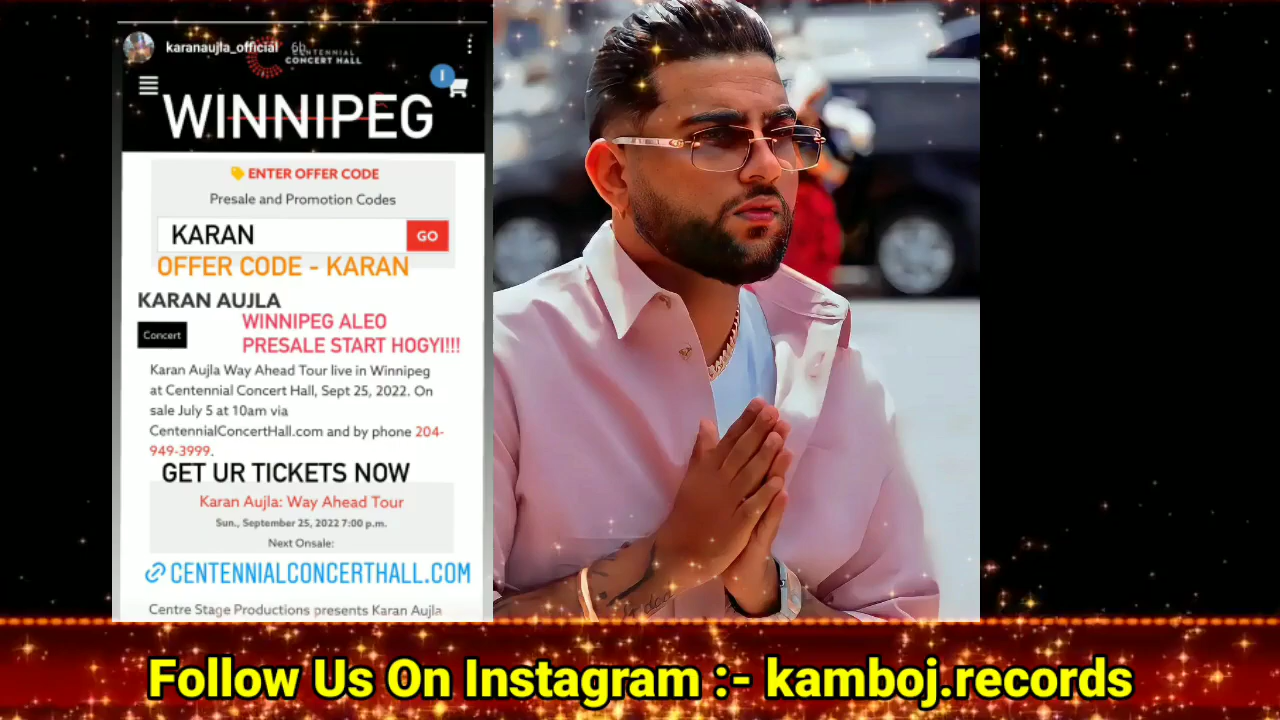 karanaujla_official 6h
CENTENNIAL
CONCERT HALL
WINNIPEG
ENTER OFFER CODE
Presale and Promotion Codes
KARAN
GO
OFFER CODE - KARAN
KARAN AUJLA
Concert
WINNIPEG ALEO
PRESALE START HOGYI!!!
Karan Aujla Way Ahead Tour live in Winnipeg
at Centennial Concert Hall, Sept 25, 2022. On
sale July 5 at 10am via
CentennialConcertHall.com and by phone 204-
949-3999.
GET UR TICKETS NOW
Karan Aujla: Way Ahead Tour
Sun., September 25, 2022 7:00 p.m.
Next Onsale:
CENTENNIALCONCERTHALL.COM
Centre Stage Productions presents Karan Aujla
Follow Us On Instagram :- kamboj.records